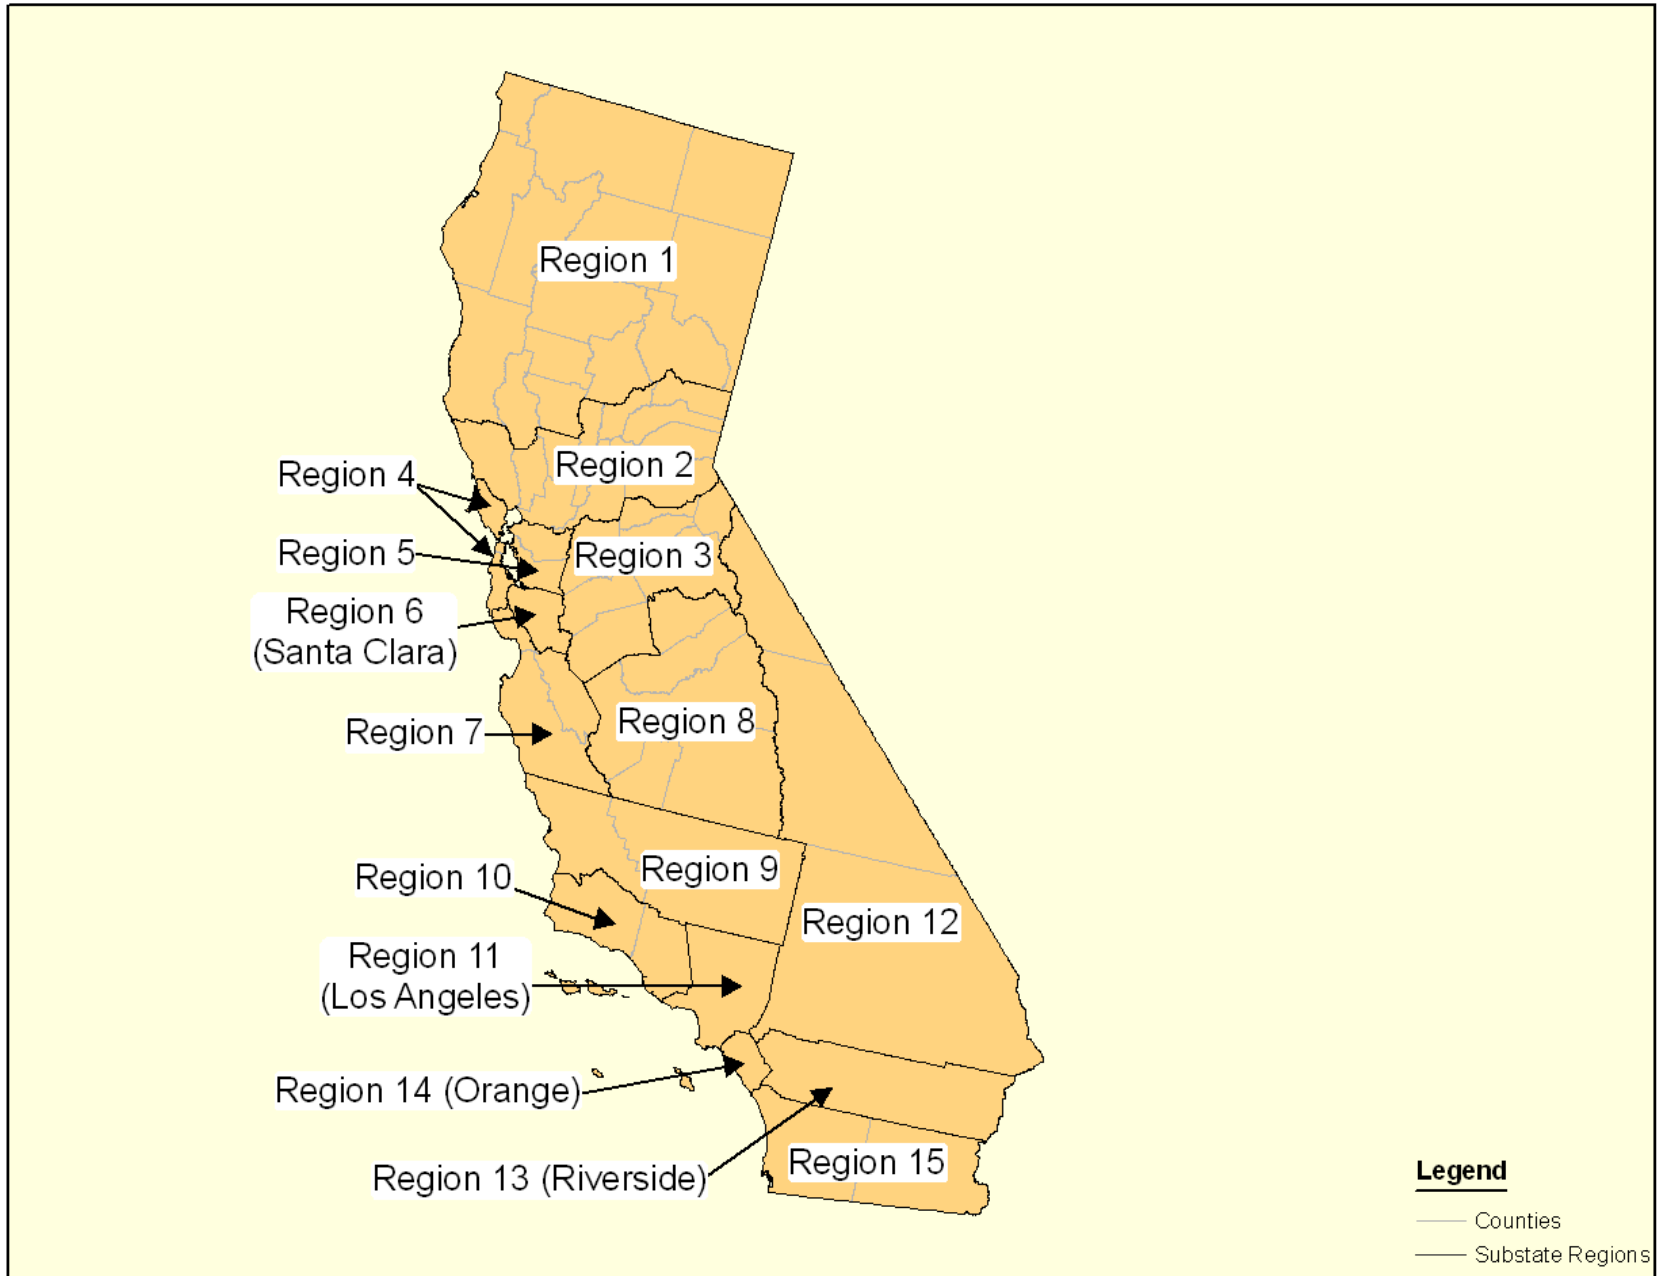 Region 1
Region 2
Region 4
Region 5
Region 3
Region 6
(Santa Clara)
Region 8
Region 7
Region 9
Region 10
Region 12
Region 11
(Los Angeles)
Region 14 (Orange)
Region 15
Region 13 (Riverside)
Legend
Counties
Substate Regions